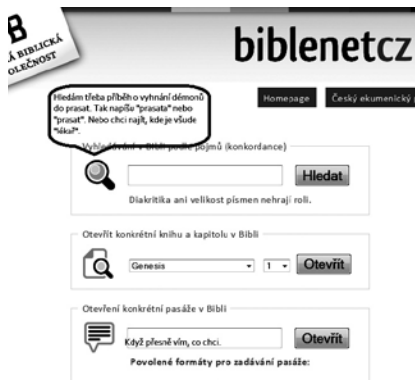 B
Á BIBLICKÁ
OLEČNOST
biblenetcz
Homepage Český ekumenický
Hledám třeba příběh o vyhnání démonů
do prasat. Tak napíšu "prasata" nebo
"prasat". Nebo chci najít, kde je všude
"lékař".
Vyhledávání v Bibli podle pojmů (konkordance)
Hledat
Diakritika ani velikost písmen nehrají roli.
Otevřít konkrétní knihu a kapitolu v Bibli
Genesis 1 Otevřít
Otevření konkrétní pasáže v Bibli
Když přesně vím, co chci. Otevřít
Povolené formáty pro zadávání pasáže: